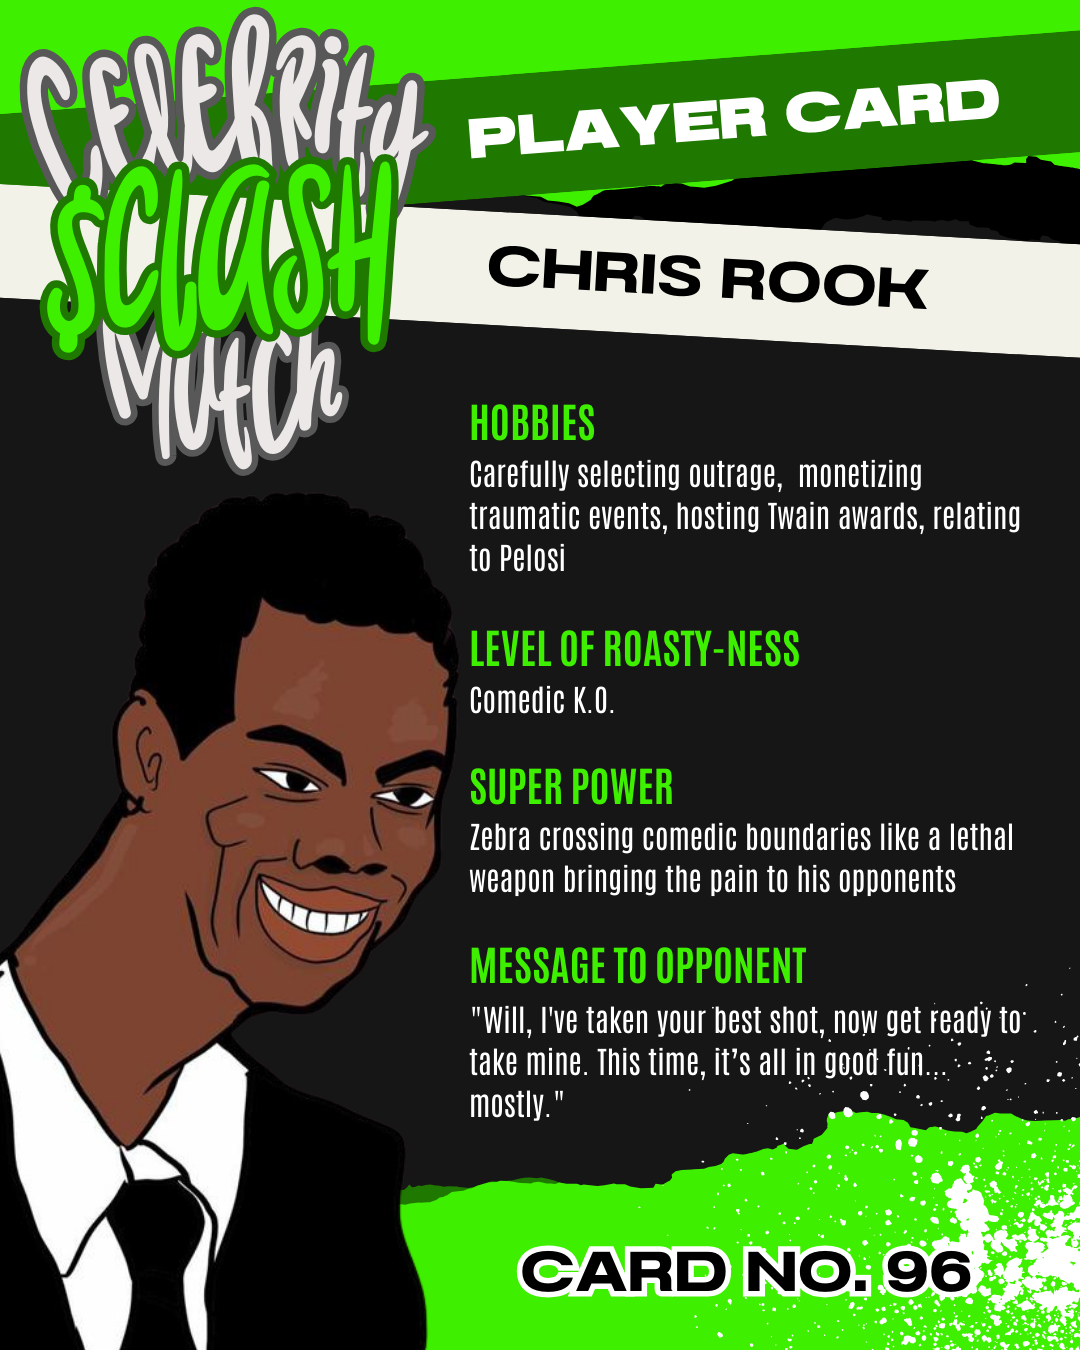 Celebrity
$CLASH
Match
PLAYER CARD
CHRIS ROOK
HOBBIES
Carefully selecting outrage,  monetizing
traumatic events, hosting Twain awards, relating
to Pelosi
LEVEL OF ROASTY-NESS
Comedic K.O.
SUPER POWER
Zebra crossing comedic boundaries like a lethal
weapon bringing the pain to his opponents
MESSAGE TO OPPONENT
"Will, I've taken your best shot, now get ready to
take mine. This time, it’s all in good fun...
mostly."
CARD NO. 96